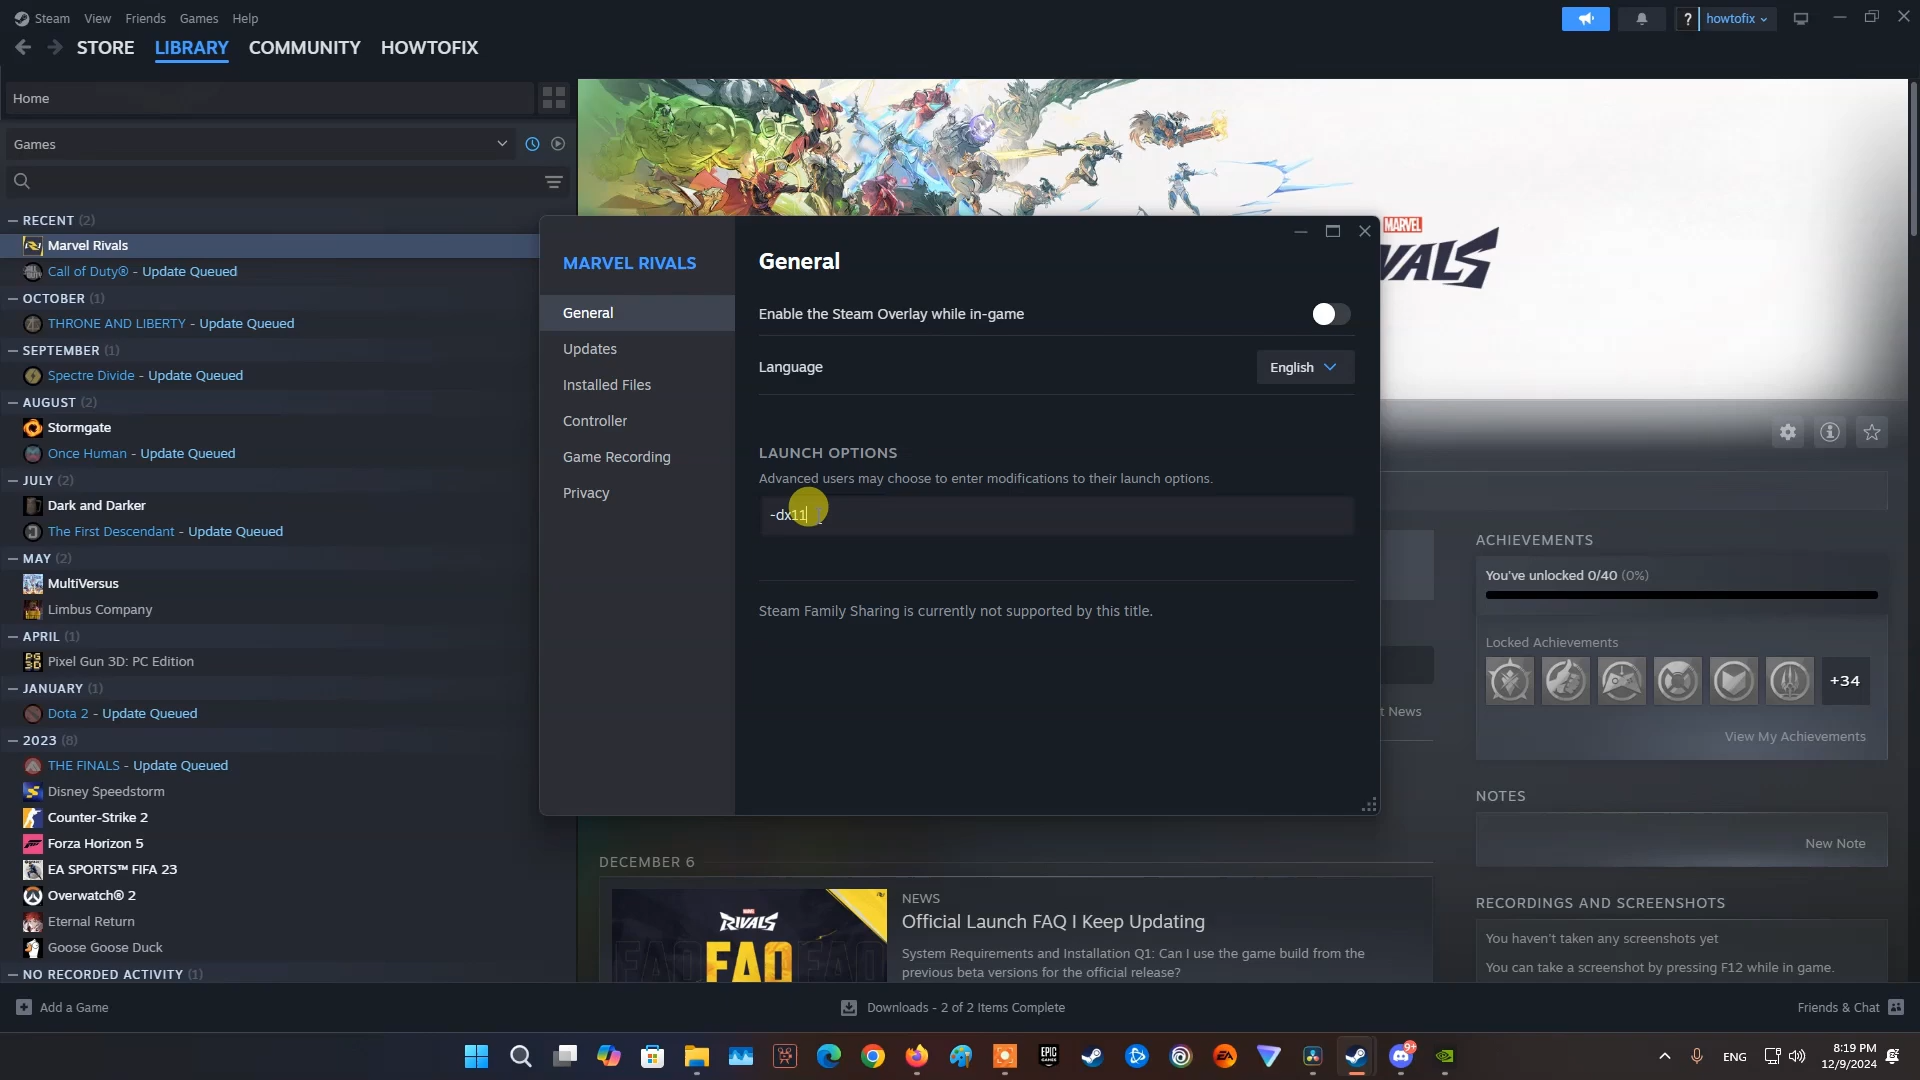 Steam View Friends Games Help
howtofix
STORE LIBRARY COMMUNITY HOWTOFIX
Home
Games
— RECENT (2)
Marvel Rivals
Call of Duty® - Update Queued
— OCTOBER (1)
THRONE AND LIBERTY - Update Queued
— SEPTEMBER (1)
Spectre Divide - Update Queued
— AUGUST (2)
Stormgate
Once Human - Update Queued
— JULY (2)
Dark and Darker
The First Descendant - Update Queued
— MAY (2)
MultiVersus
Limbus Company
— APRIL (1)
Pixel Gun 3D: PC Edition
— JANUARY (1)
Dota 2 - Update Queued
— 2023 (8)
THE FINALS - Update Queued
Disney Speedstorm
Counter-Strike 2
Forza Horizon 5
EA SPORTS™ FIFA 23
Overwatch® 2
Eternal Return
Goose Goose Duck
— NO RECORDED ACTIVITY (1)
MARVEL
VALS
MARVEL RIVALS
General
Updates
Installed Files
Controller
Game Recording
Privacy
General
Enable the Steam Overlay while in-game
Language
English
LAUNCH OPTIONS
Advanced users may choose to enter modifications to their launch options.
-dx11
Steam Family Sharing is currently not supported by this title.
t News
ACHIEVEMENTS
You've unlocked 0/40 (0%)
Locked Achievements
+34
View My Achievements
NOTES
New Note
RECORDINGS AND SCREENSHOTS
You haven't taken any screenshots yet
You can take a screenshot by pressing F12 while in game.
DECEMBER 6
RIVALS
FAQ
NEWS
Official Launch FAQ I Keep Updating
System Requirements and Installation Q1: Can I use the game build from the
previous beta versions for the official release?
Add a Game
Downloads - 2 of 2 Items Complete
Friends & Chat
EPIC GAMES
EA
9+
ENG
8:19 PM
12/9/2024